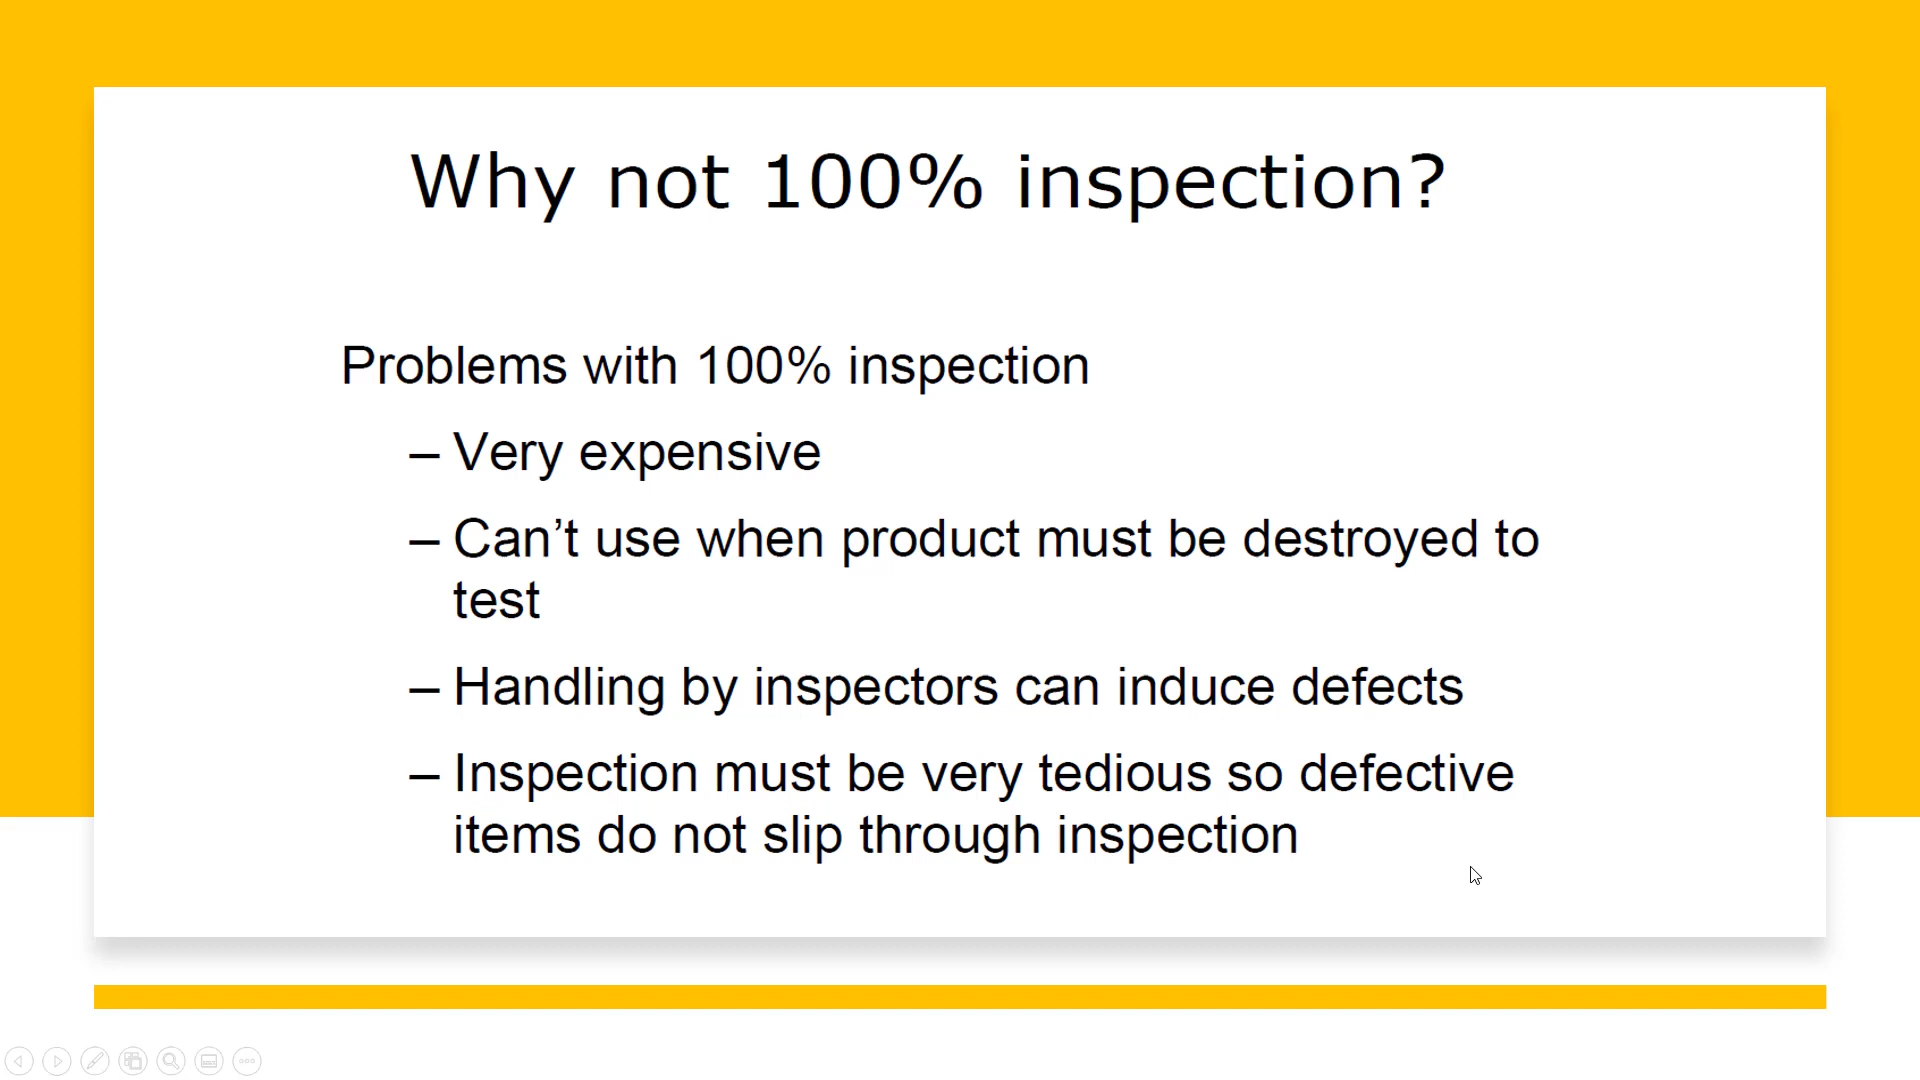 Why not 100% inspection?
Problems with 100% inspection
– Very expensive
– Can’t use when product must be destroyed to
test
– Handling by inspectors can induce defects
– Inspection must be very tedious so defective
items do not slip through inspection